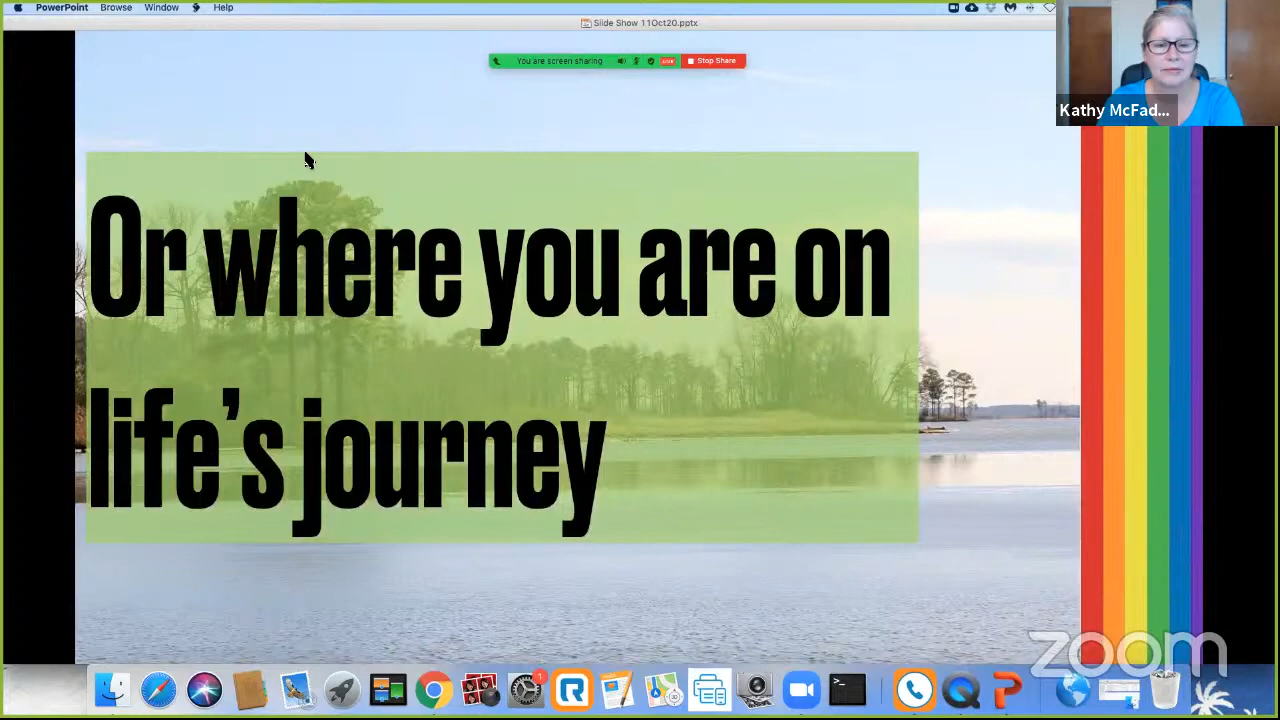 PowerPoint Browse Window Help
Slide Show 11Oct20.pptx
You are screen sharing LIVE Stop Share
Kathy McFad...
Or where you are on
life's journey
zoom